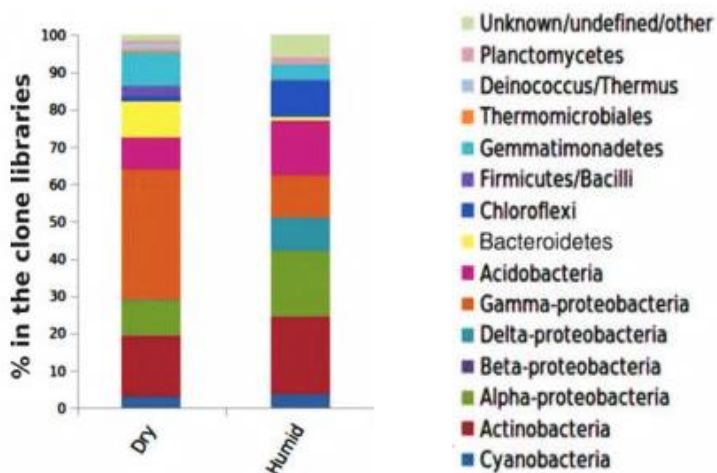 % in the clone libraries
100
90
80
70
60
50
40
30
20
10
0
Dry
Humid
Unknown/undefined/other
Planctomycetes
Deinococcus/Thermus
Thermomicrobiales
Gemmatimonadetes
Firmicutes/Bacilli
Chloroflexi
Bacteroidetes
Acidobacteria
Gamma-proteobacteria
Delta-proteobacteria
Beta-proteobacteria
Alpha-proteobacteria
Actinobacteria
Cyanobacteria